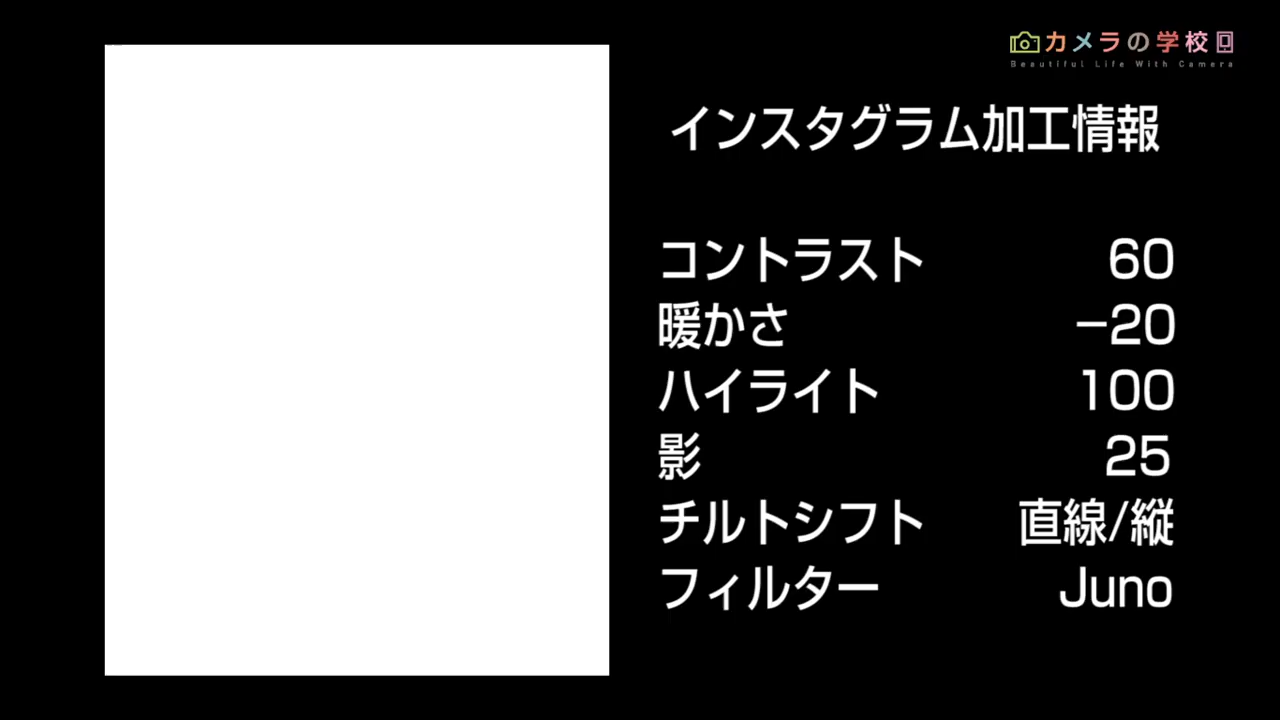 カメラの学校
Beautiful Life With Camera
インスタグラム加工情報
コントラスト 60
暖かさ −20
ハイライト 100
影 25
チルトシフト 直線/縦
フィルター Juno